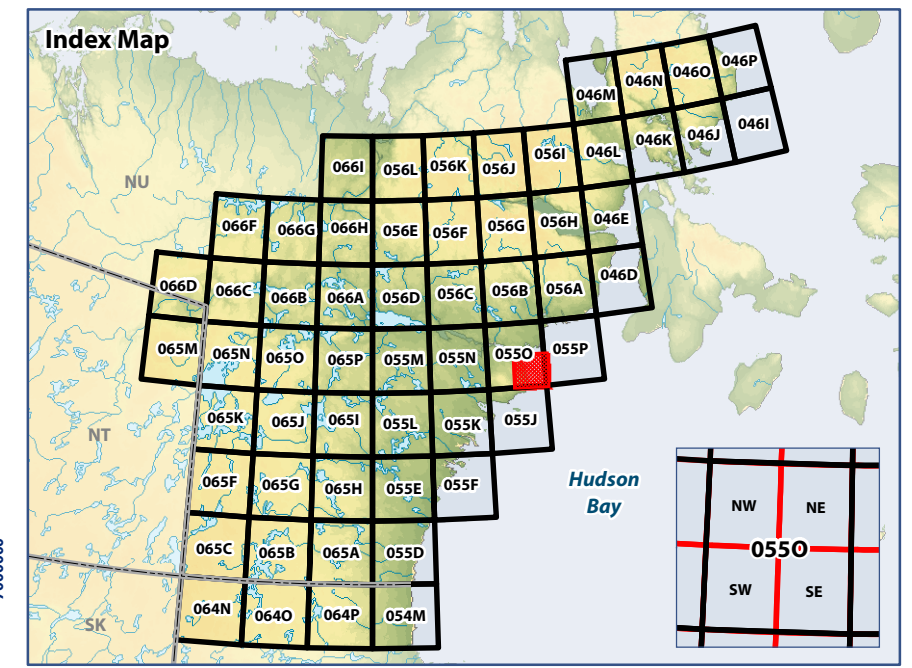 Index Map
046M 046N 046O 046P
066I 056L 056K 056J 056I 046L 046K 046J 046I
NU
066F 066G 066H 056E 056F 056G 056H 046E
066D 066C 066B 066A 056D 056C 056B 056A 046D
065M 065N 065O 065P 055M 055N 055O 055P
065K 065J 065I 055L 055K 055J
NT
065F 065G 065H 055E 055F
Hudson
Bay
065C 065B 065A 055D
064N 064O 064P 054M
SK
NW NE
055O
SW SE